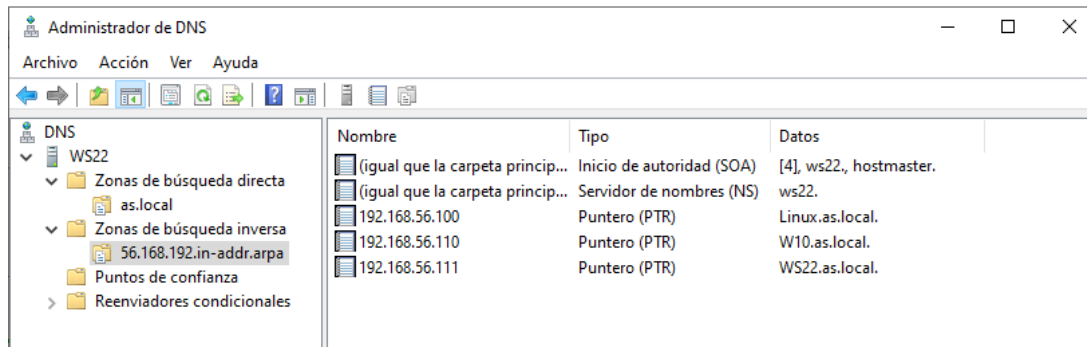 Administrador de DNS
Archivo Acción Ver Ayuda
DNS
WS22
Zonas de búsqueda directa
as.local
Zonas de búsqueda inversa
56.168.192.in-addr.arpa
Puntos de confianza
Reenviadores condicionales
Nombre Tipo Datos
(igual que la carpeta princip... Inicio de autoridad (SOA) [4], ws22., hostmaster.
(igual que la carpeta princip... Servidor de nombres (NS) ws22.
192.168.56.100 Puntero (PTR) Linux.as.local.
192.168.56.110 Puntero (PTR) W10.as.local.
192.168.56.111 Puntero (PTR) WS22.as.local.